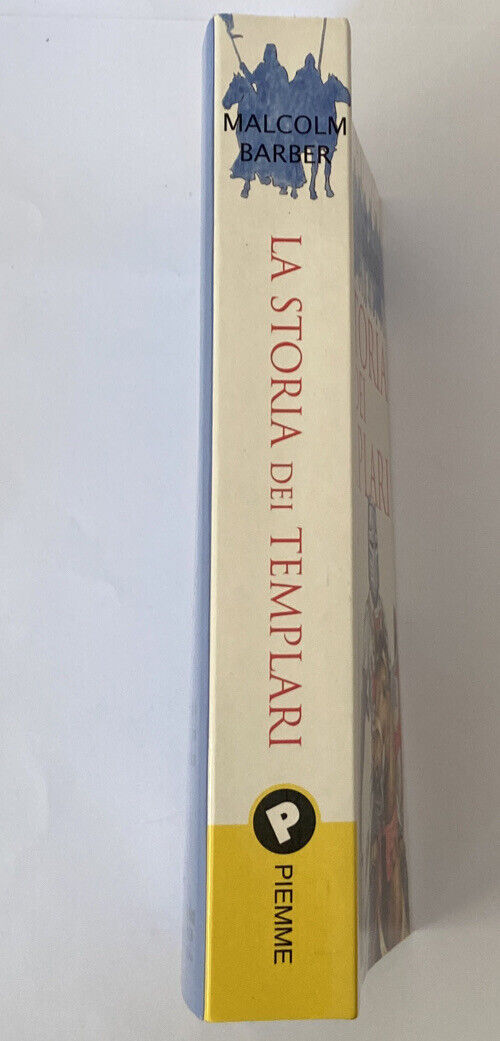 MALCOLM
BARBER
LA STORIA DEI TEMPLARI
P
PIEMME